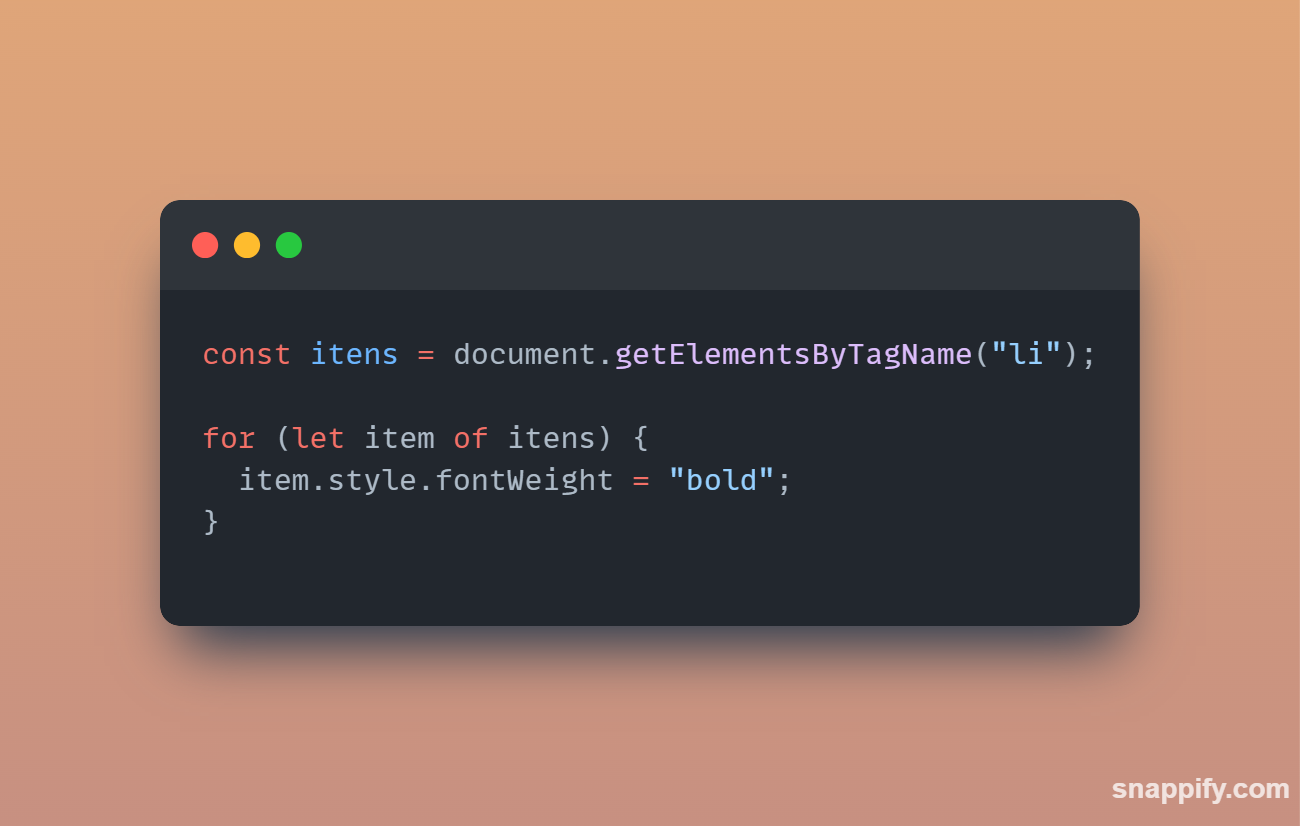 const itens = document.getElementsByTagName("li");
for (let item of itens) {
  item.style.fontWeight = "bold";
}
snappify.com